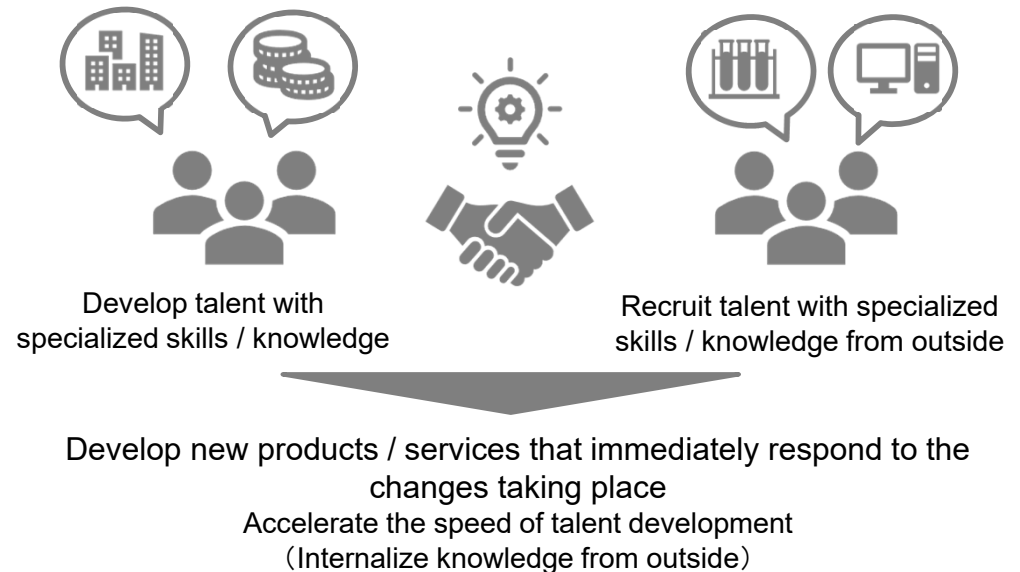 Develop talent with
specialized skills / knowledge
Recruit talent with specialized
skills / knowledge from outside
Develop new products / services that immediately respond to the
changes taking place
Accelerate the speed of talent development
（Internalize knowledge from outside）